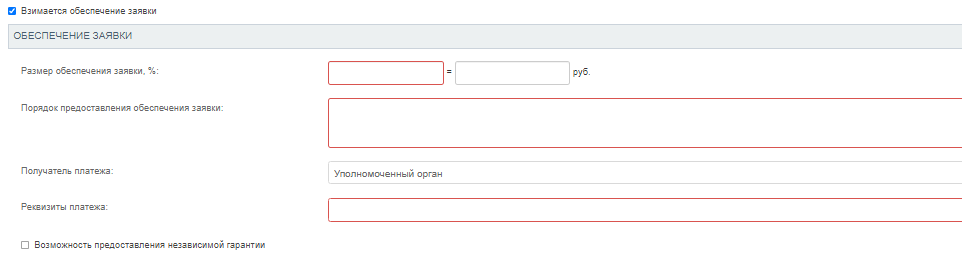 Взимается обеспечение заявки
ОБЕСПЕЧЕНИЕ ЗАЯВКИ
Размер обеспечения заявки, %: = руб.
Порядок предоставления обеспечения заявки:
Получатель платежа: Уполномоченный орган
Реквизиты платежа:
Возможность предоставления независимой гарантии